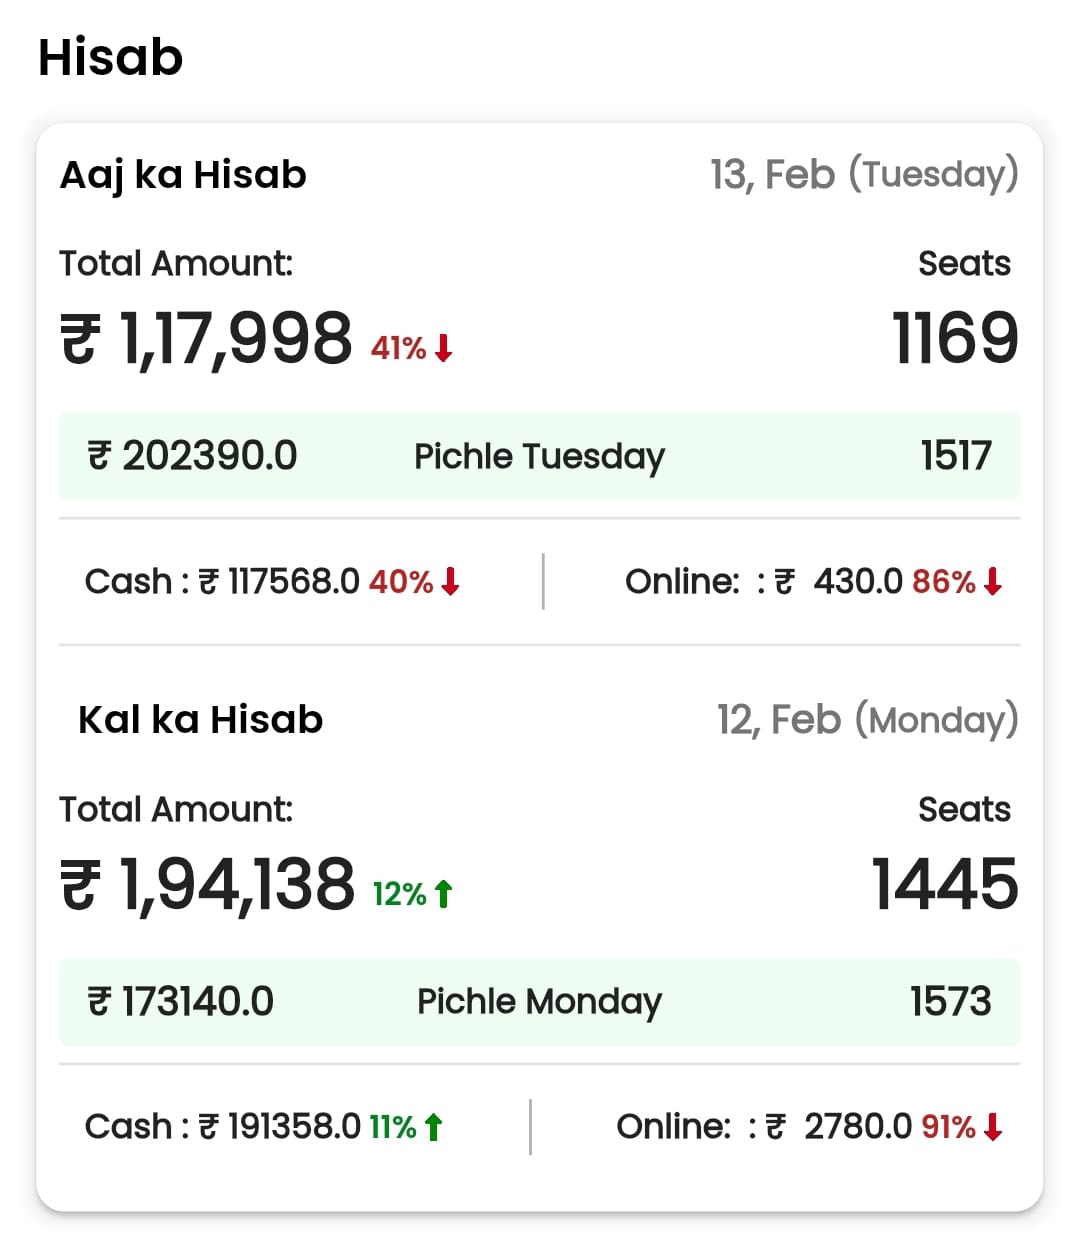 Hisab
Aaj ka Hisab 13, Feb (Tuesday)
Total Amount: Seats
₹ 1,17,998 41% ↓ 1169
₹ 202390.0 Pichle Tuesday 1517
Cash : ₹ 117568.0 40% ↓ | Online: : ₹ 430.0 86% ↓
Kal ka Hisab 12, Feb (Monday)
Total Amount: Seats
₹ 1,94,138 12% ↑ 1445
₹ 173140.0 Pichle Monday 1573
Cash : ₹ 191358.0 11% ↑ | Online: : ₹ 2780.0 91% ↓